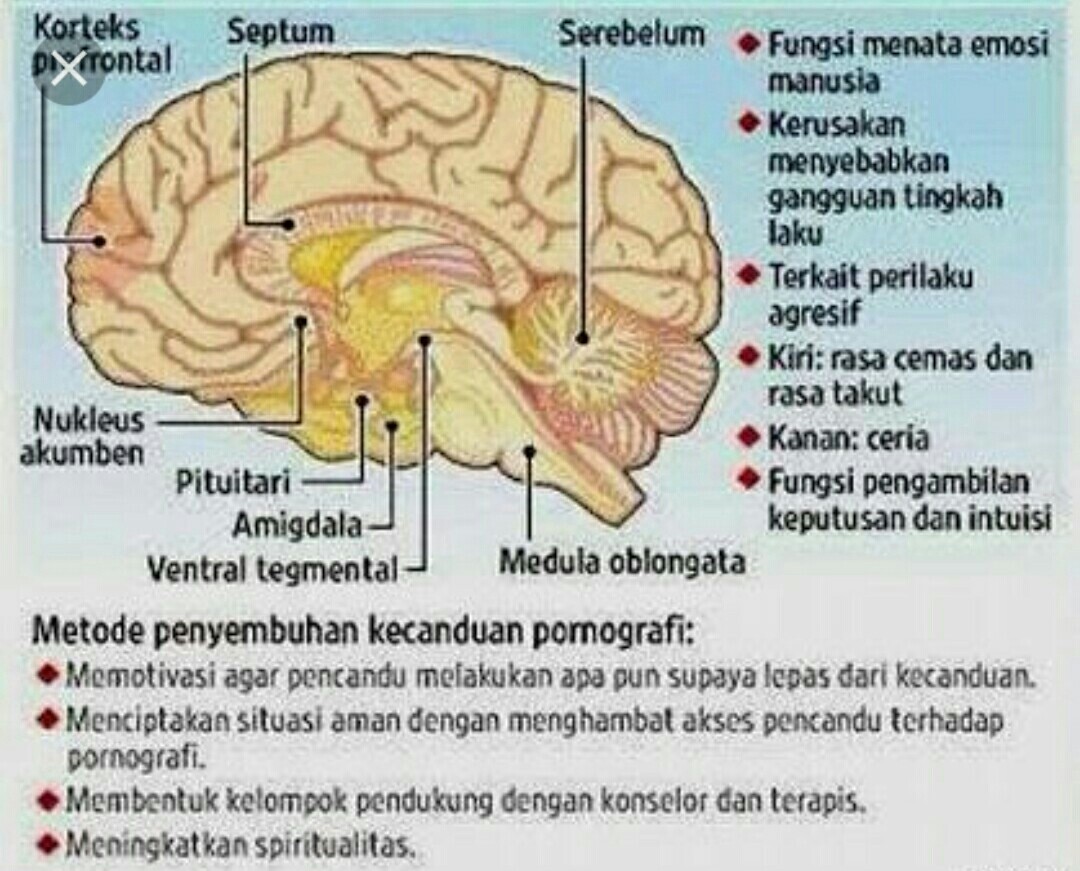 Korteks
prefrontal
Septum
Serebelum
Nukleus
akumben
Pituitari
Amigdala
Ventral tegmental
Medula oblongata
Fungsi menata emosi
manusia
Kerusakan
menyebabkan
gangguan tingkah
laku
Terkait perilaku
agresif
Kiri: rasa cemas dan
rasa takut
Kanan: ceria
Fungsi pengambilan
keputusan dan intuisi
Metode penyembuhan kecanduan pornografi:
Memotivasi agar pencandu melakukan apa pun supaya lepas dari kecanduan.
Menciptakan situasi aman dengan menghambat akses pencandu terhadap
pornografi.
Membentuk kelompok pendukung dengan konselor dan terapis.
Meningkatkan spiritualitas.